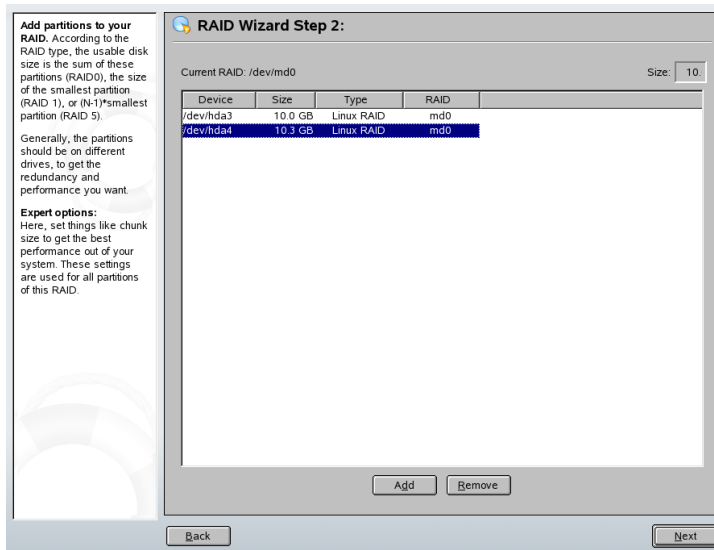 Add partitions to your
RAID. According to the
RAID type, the usable disk
size is the sum of these
partitions (RAID0), the size
of the smallest partition
(RAID 1), or (N-1)*smallest
partition (RAID 5).
Generally, the partitions
should be on different
drives, to get the
redundancy and
performance you want.
Expert options:
Here, set things like chunk
size to get the best
performance out of your
system. These settings
are used for all partitions
of this RAID.
RAID Wizard Step 2:
Current RAID: /dev/md0 Size: 10.
Device Size Type RAID
/dev/hda3 10.0 GB Linux RAID md0
/dev/hda4 10.3 GB Linux RAID md0
Add Remove
Back Next